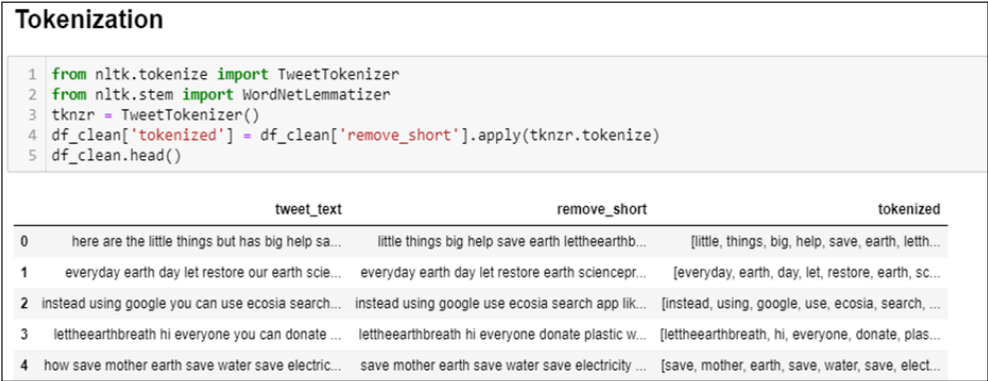 Tokenization
1 from nltk.tokenize import TweetTokenizer
2 from nltk.stem import WordNetLemmatizer
3 tknzr = TweetTokenizer()
4 df_clean['tokenized'] = df_clean['remove_short'].apply(tknzr.tokenize)
5 df_clean.head()
tweet_text remove_short tokenized
0 here are the little things but has big help sa... little things big help save earth lettheearthb... [little, things, big, help, save, earth, letth...
1 everyday earth day let restore our earth scie... everyday earth day let restore earth sciencepr... [everyday, earth, day, let, restore, earth, sc...
2 instead using google you can use ecosia search... instead using google use ecosia search app lik... [instead, using, google, use, ecosia, search, ...
3 lettheearthbreath hi everyone you can donate ... lettheearthbreath hi everyone donate plastic w... [lettheearthbreath, hi, everyone, donate, plas...
4 how save mother earth save water save electric... save mother earth save water save electricity ... [save, mother, earth, save, water, save, elect...